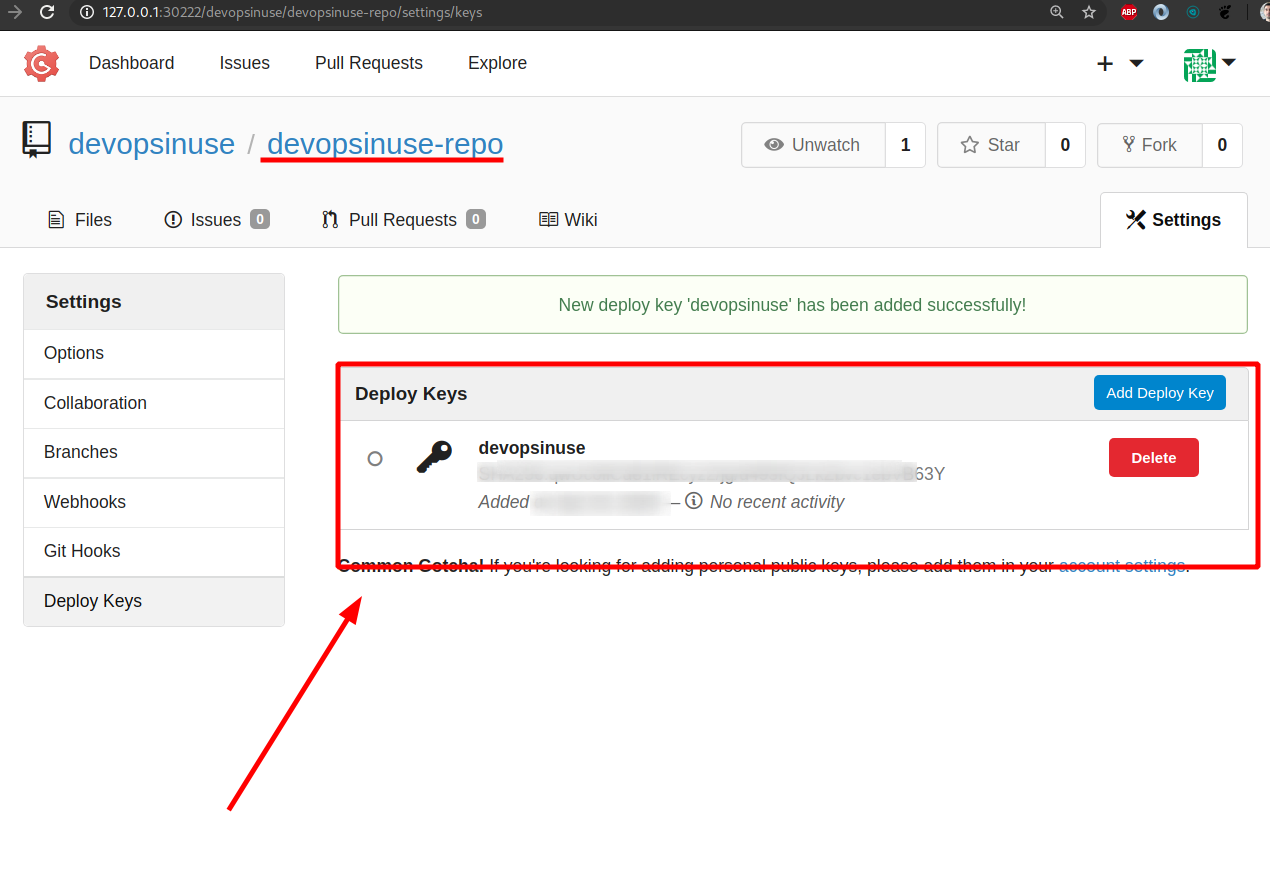 127.0.0.1:30222/devopsinuse/devopsinuse-repo/settings/keys
ABP
Dashboard Issues Pull Requests Explore
devopsinuse / devopsinuse-repo
Unwatch 1 Star 0 Fork 0
Files Issues 0 Pull Requests 0 Wiki Settings
Settings
Options
Collaboration
Branches
Webhooks
Git Hooks
Deploy Keys
New deploy key 'devopsinuse' has been added successfully!
Deploy Keys Add Deploy Key
devopsinuse Delete
63Y
Added — No recent activity
Common Gotcha! If you're looking for adding personal public keys, please add them in your account settings.